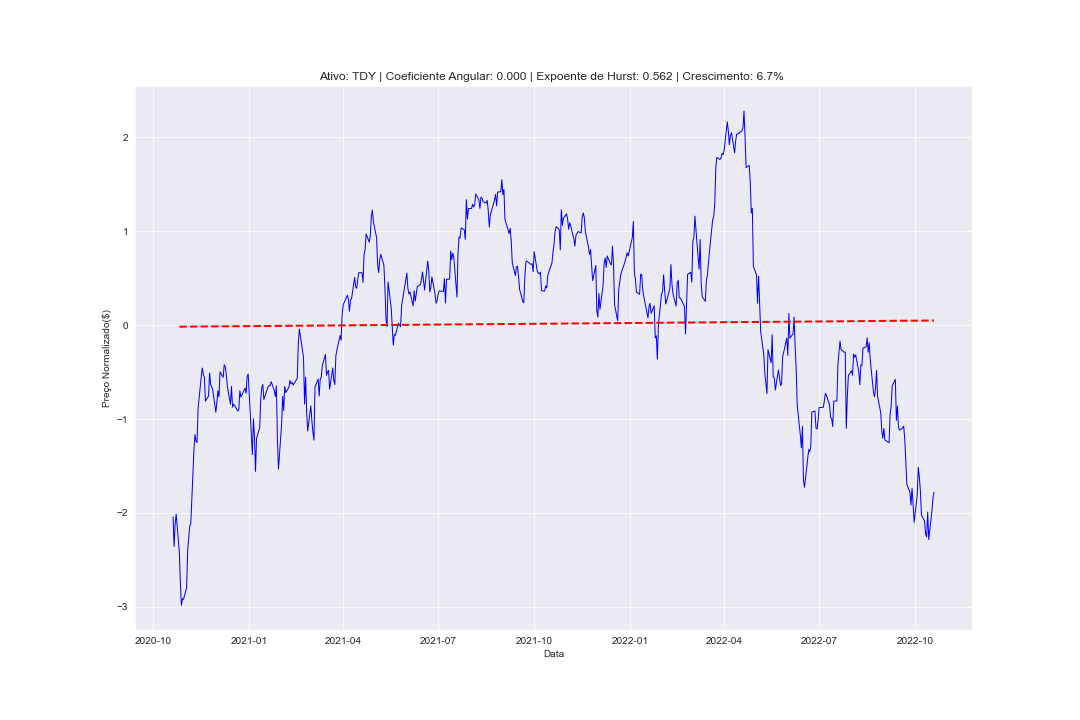 Ativo: TDY | Coeficiente Angular: 0.000 | Expoente de Hurst: 0.562 | Crescimento: 6.7%
Preço Normalizado($)
2
1
0
−1
−2
−3
2020-10 2021-01 2021-04 2021-07 2021-10 2022-01 2022-04 2022-07 2022-10
Data